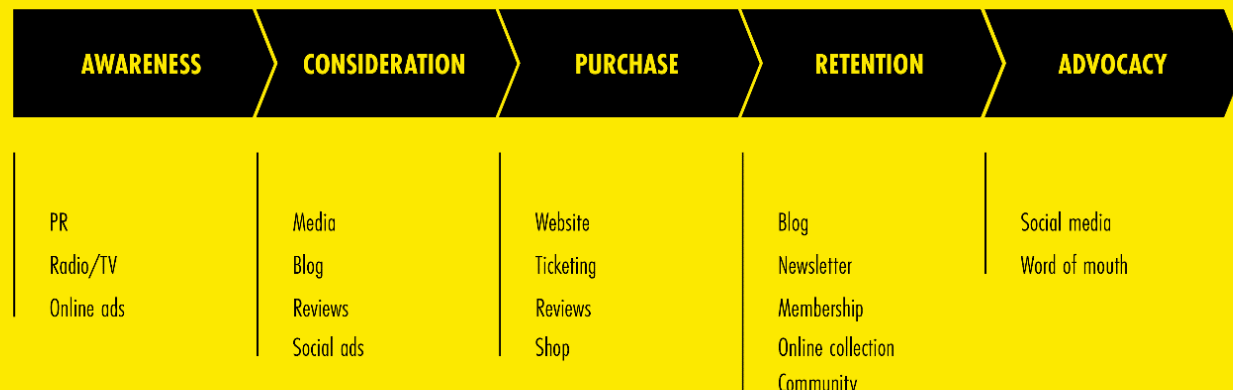 AWARENESS
CONSIDERATION
PURCHASE
RETENTION
ADVOCACY
PR
Radio/TV
Online ads
Media
Blog
Reviews
Social ads
Website
Ticketing
Reviews
Shop
Blog
Newsletter
Membership
Online collection
Community
Social media
Word of mouth